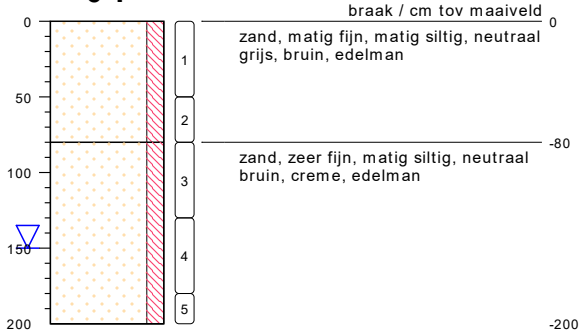 braak / cm tov maaiveld
0
0
zand, matig fijn, matig siltig, neutraal
grijs, bruin, edelman
1
50
2
-80
zand, zeer fijn, matig siltig, neutraal
bruin, creme, edelman
100
3
150
4
5
200
-200